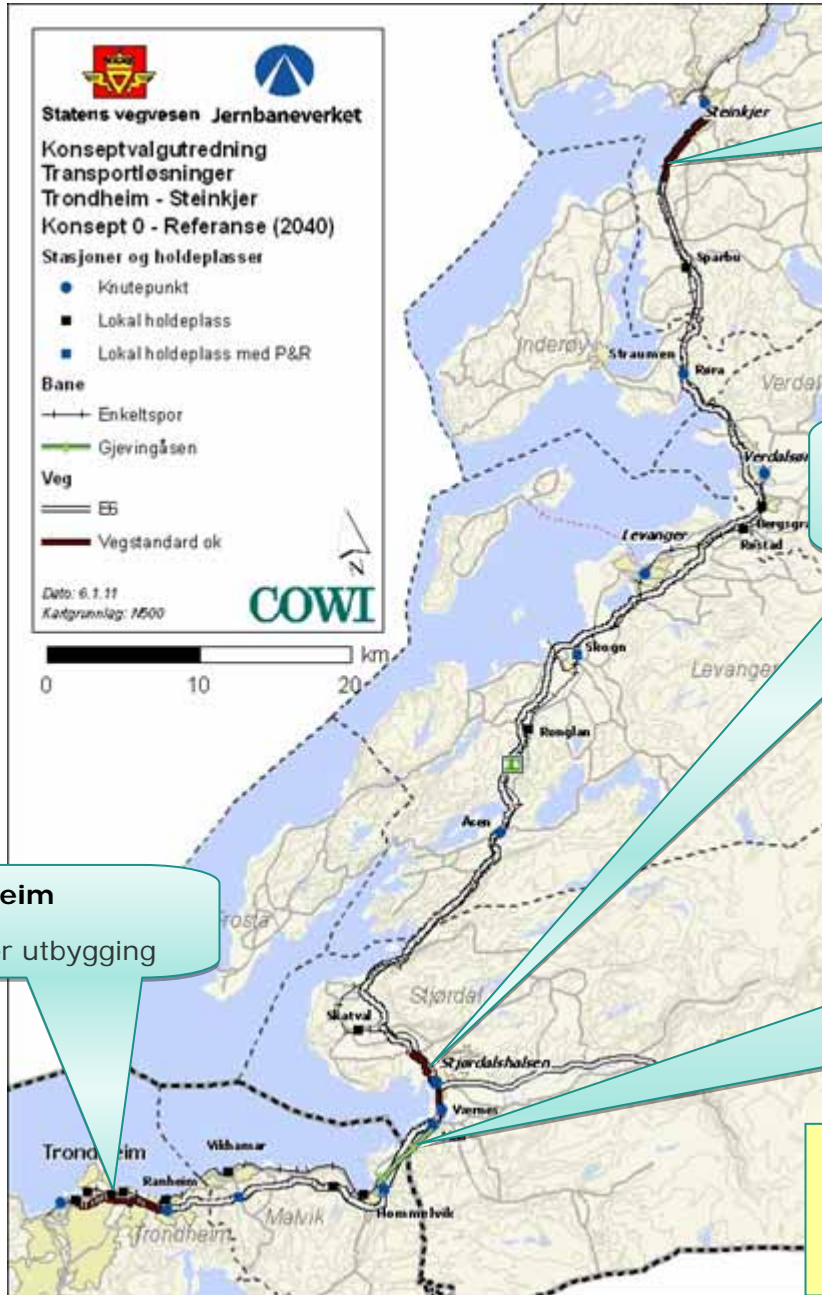 Statens vegvesen Jernbaneverket
Konseptvalgutredning
Transportløsninger
Trondheim - Steinkjer
Konsept 0 - Referanse (2040)
Stasjoner og holdeplasser
Knutepunkt
Lokal holdeplass
Lokal holdeplass med P&R
Bane
Enkeltspor
Gjevingåsen
Veg
E6
Vegstandard ok
Dato: 6.1.11
Kartgrunnlag: N500
N
COWI
km
0 10 20
Steinkjer
Sparbu
Inderøy
Straumen
Røra
Verdal
Levanger
Skogn
Levanger
Ronglan
Åsen
Frosta
Stjørdal
Skatval
Stjørdalshalsen
Værnes
Trondheim
Vikhamar
Ranheim
Hommelvik
Malvik
Trondheim
eim
er utbygging